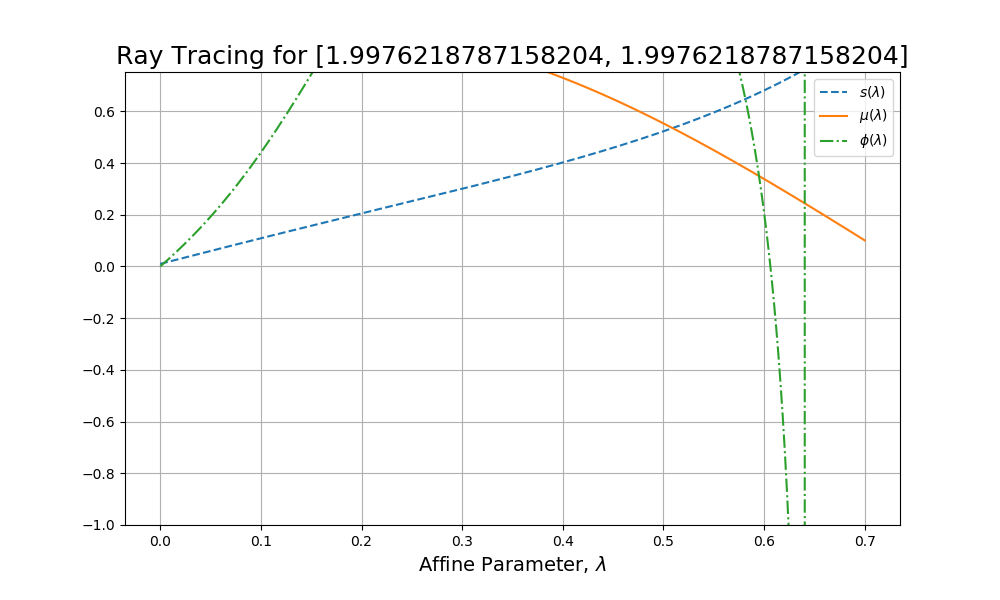 Ray Tracing for [1.9976218787158204, 1.9976218787158204]
s(λ)
μ(λ)
ϕ(λ)
0.6
0.4
0.2
0.0
−0.2
−0.4
−0.6
−0.8
−1.0
0.0 0.1 0.2 0.3 0.4 0.5 0.6 0.7
Affine Parameter, λ